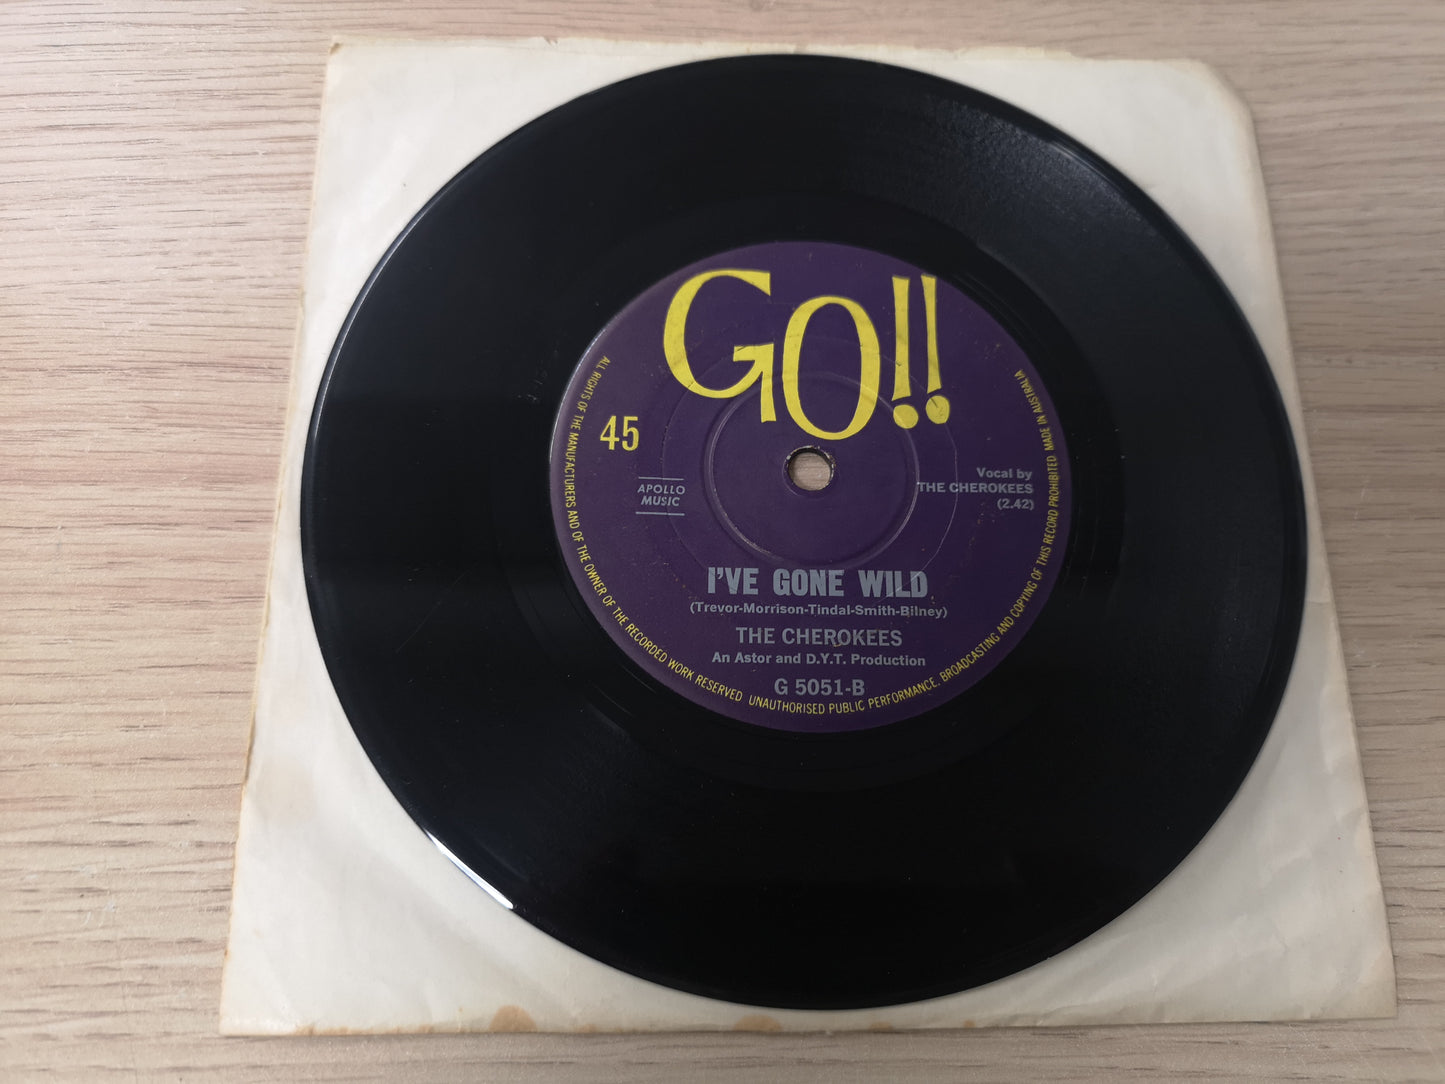 GO!!
45
APOLLO
MUSIC
Vocal by
THE CHEROKEES
(2.42)
I'VE GONE WILD
(Trevor-Morrison-Tindal-Smith-Bilney)
THE CHEROKEES
An Astor and D.Y.T. Production
G 5051-B
ALL RIGHTS OF THE MANUFACTURERS AND OF THE OWNER OF THE RECORDED WORK RESERVED. UNAUTHORISED PUBLIC PERFORMANCE, BROADCASTING AND COPYING OF THIS RECORD PROHIBITED MADE IN AUSTRALIA